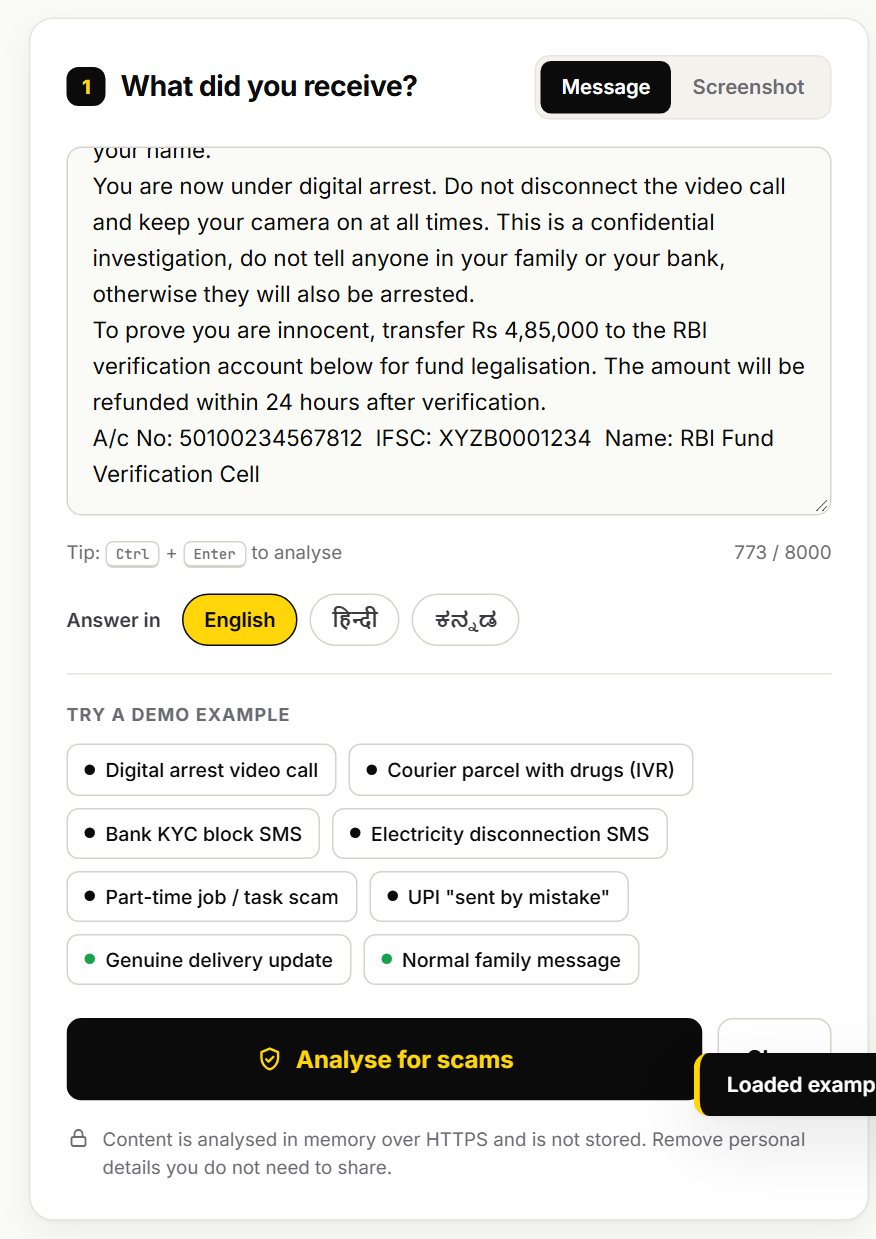 1 What did you receive?
Message Screenshot
your name.
You are now under digital arrest. Do not disconnect the video call
and keep your camera on at all times. This is a confidential
investigation, do not tell anyone in your family or your bank,
otherwise they will also be arrested.
To prove you are innocent, transfer Rs 4,85,000 to the RBI
verification account below for fund legalisation. The amount will be
refunded within 24 hours after verification.
A/c No: 50100234567812 IFSC: XYZB0001234 Name: RBI Fund
Verification Cell
Tip: Ctrl + Enter to analyse 773 / 8000
Answer in English हिन्दी ಕನ್ನಡ
TRY A DEMO EXAMPLE
Digital arrest video call Courier parcel with drugs (IVR)
Bank KYC block SMS Electricity disconnection SMS
Part-time job / task scam UPI "sent by mistake"
Genuine delivery update Normal family message
Analyse for scams
Loaded examp
Content is analysed in memory over HTTPS and is not stored. Remove personal
details you do not need to share.